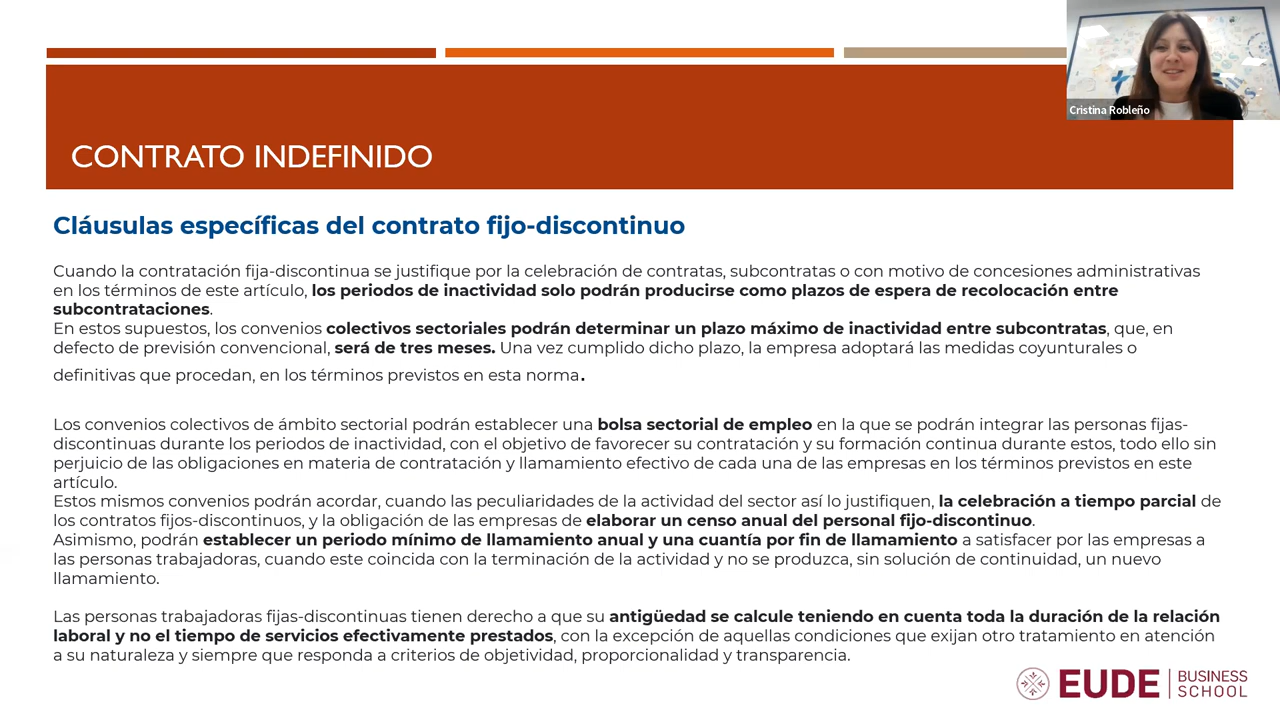 Cristina Robleño
CONTRATO INDEFINIDO
Cláusulas específicas del contrato fijo-discontinuo
Cuando la contratación fija-discontinua se justifique por la celebración de contratas, subcontratas o con motivo de concesiones administrativas
en los términos de este artículo, los periodos de inactividad solo podrán producirse como plazos de espera de recolocación entre
subcontrataciones.
En estos supuestos, los convenios colectivos sectoriales podrán determinar un plazo máximo de inactividad entre subcontratas, que, en
defecto de previsión convencional, será de tres meses. Una vez cumplido dicho plazo, la empresa adoptará las medidas coyunturales o
definitivas que procedan, en los términos previstos en esta norma.
Los convenios colectivos de ámbito sectorial podrán establecer una bolsa sectorial de empleo en la que se podrán integrar las personas fijas-
discontinuas durante los periodos de inactividad, con el objetivo de favorecer su contratación y su formación continua durante estos, todo ello sin
perjuicio de las obligaciones en materia de contratación y llamamiento efectivo de cada una de las empresas en los términos previstos en este
artículo.
Estos mismos convenios podrán acordar, cuando las peculiaridades de la actividad del sector así lo justifiquen, la celebración a tiempo parcial de
los contratos fijos-discontinuos, y la obligación de las empresas de elaborar un censo anual del personal fijo-discontinuo.
Asimismo, podrán establecer un periodo mínimo de llamamiento anual y una cuantía por fin de llamamiento a satisfacer por las empresas a
las personas trabajadoras, cuando este coincida con la terminación de la actividad y no se produzca, sin solución de continuidad, un nuevo
llamamiento.
Las personas trabajadoras fijas-discontinuas tienen derecho a que su antigüedad se calcule teniendo en cuenta toda la duración de la relación
laboral y no el tiempo de servicios efectivamente prestados, con la excepción de aquellas condiciones que exijan otro tratamiento en atención
a su naturaleza y siempre que responda a criterios de objetividad, proporcionalidad y transparencia.
EUDE BUSINESS
SCHOOL